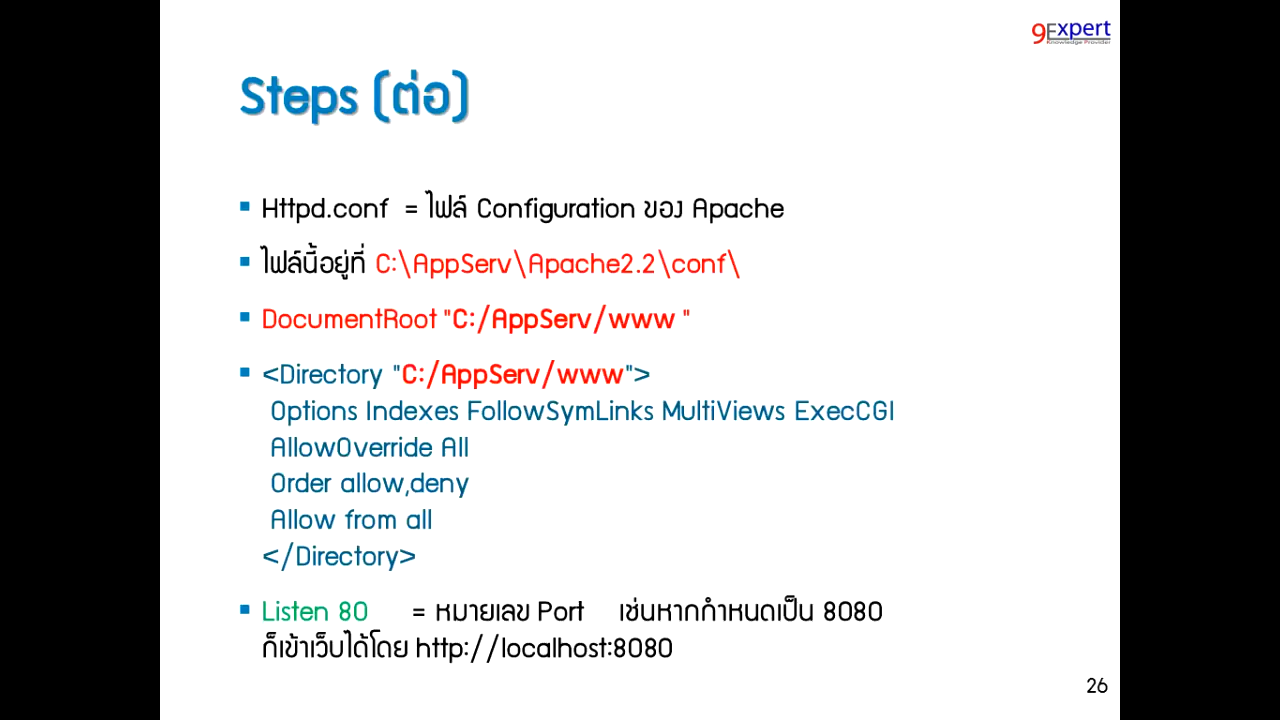 9Expert
Knowledge Provider
Steps (ต่อ)
Httpd.conf = ไฟล์ Configuration ของ Apache
ไฟล์นี้อยู่ที่ C:\AppServ\Apache2.2\conf\
DocumentRoot "C:/AppServ/www "
<Directory "C:/AppServ/www">
Options Indexes FollowSymLinks MultiViews ExecCGI
AllowOverride All
Order allow,deny
Allow from all
</Directory>
Listen 80 = หมายเลข Port เช่นหากกำหนดเป็น 8080
ก็เข้าเว็บได้โดย http://localhost:8080
26